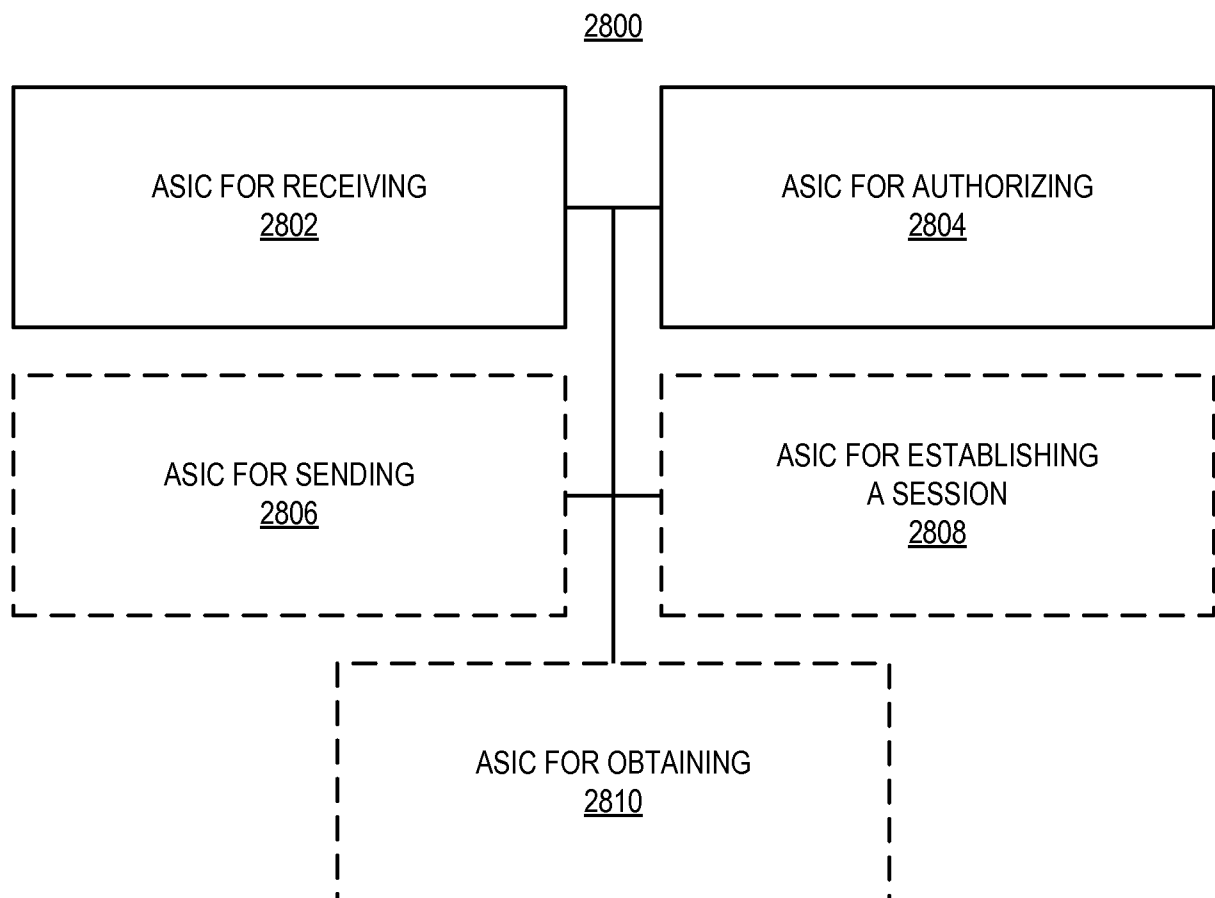 2800
ASIC FOR RECEIVING
2802
ASIC FOR AUTHORIZING
2804
ASIC FOR SENDING
2806
ASIC FOR ESTABLISHING
A SESSION
2808
ASIC FOR OBTAINING
2810